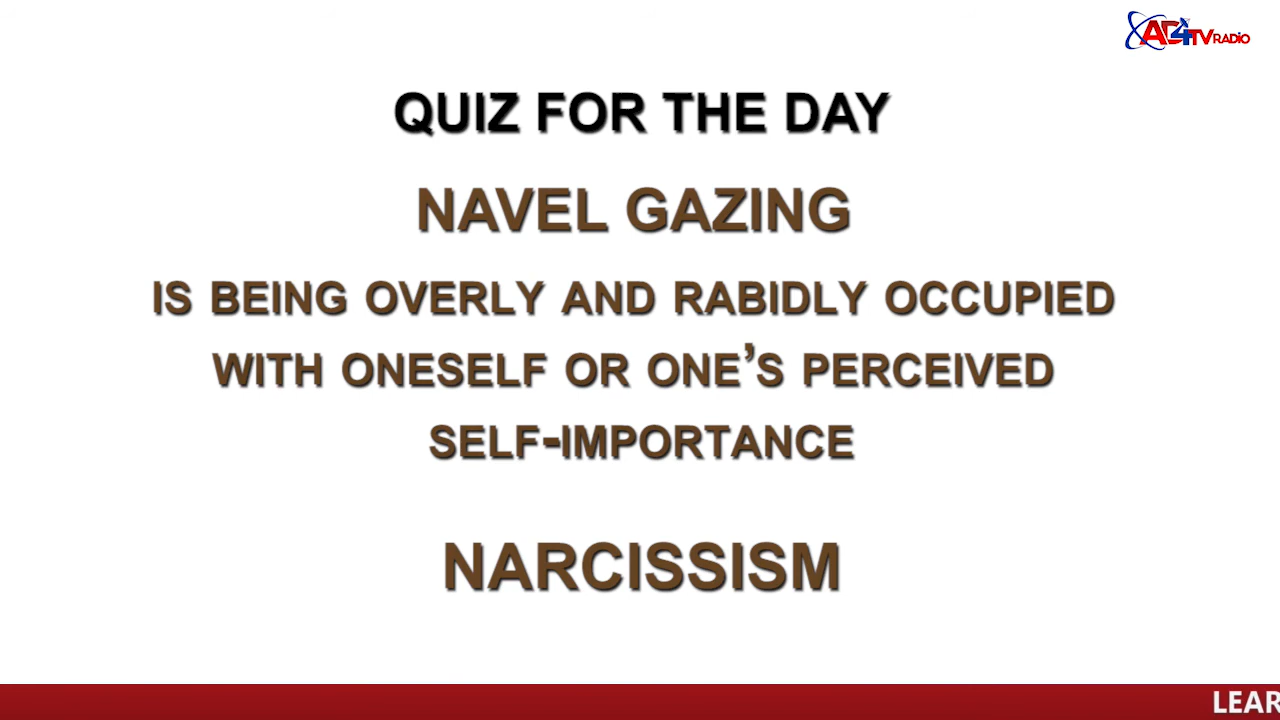 AC4TV RADIO
QUIZ FOR THE DAY
NAVEL GAZING
IS BEING OVERLY AND RABIDLY OCCUPIED
WITH ONESELF OR ONE’S PERCEIVED
SELF-IMPORTANCE
NARCISSISM
LEAR